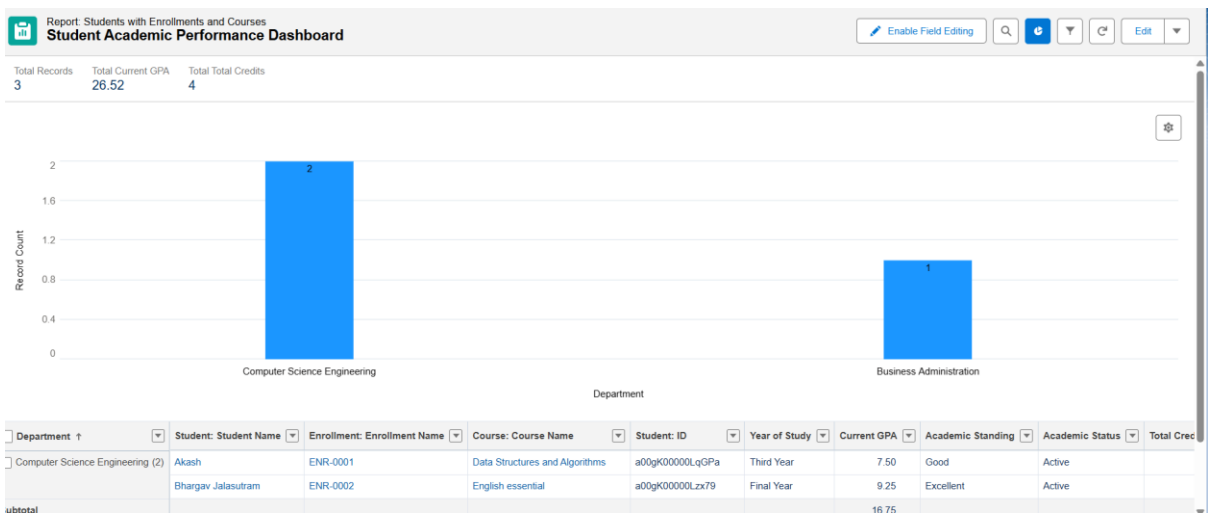 Report: Students with Enrollments and Courses
Student Academic Performance Dashboard
Enable Field Editing
Edit
Total Records Total Current GPA Total Total Credits
3 26.52 4
2
1.6
1.2
0.8
0.4
0
Record Count
2
1
Computer Science Engineering Business Administration
Department
Department ↑ Student: Student Name Enrollment: Enrollment Name Course: Course Name Student: ID Year of Study Current GPA Academic Standing Academic Status Total Cred
Computer Science Engineering (2) Akash ENR-0001 Data Structures and Algorithms a00gK00000LqGPa Third Year 7.50 Good Active
Bhargav Jalasutram ENR-0002 English essential a00gK00000Lzx79 Final Year 9.25 Excellent Active
ubtotal 16.75